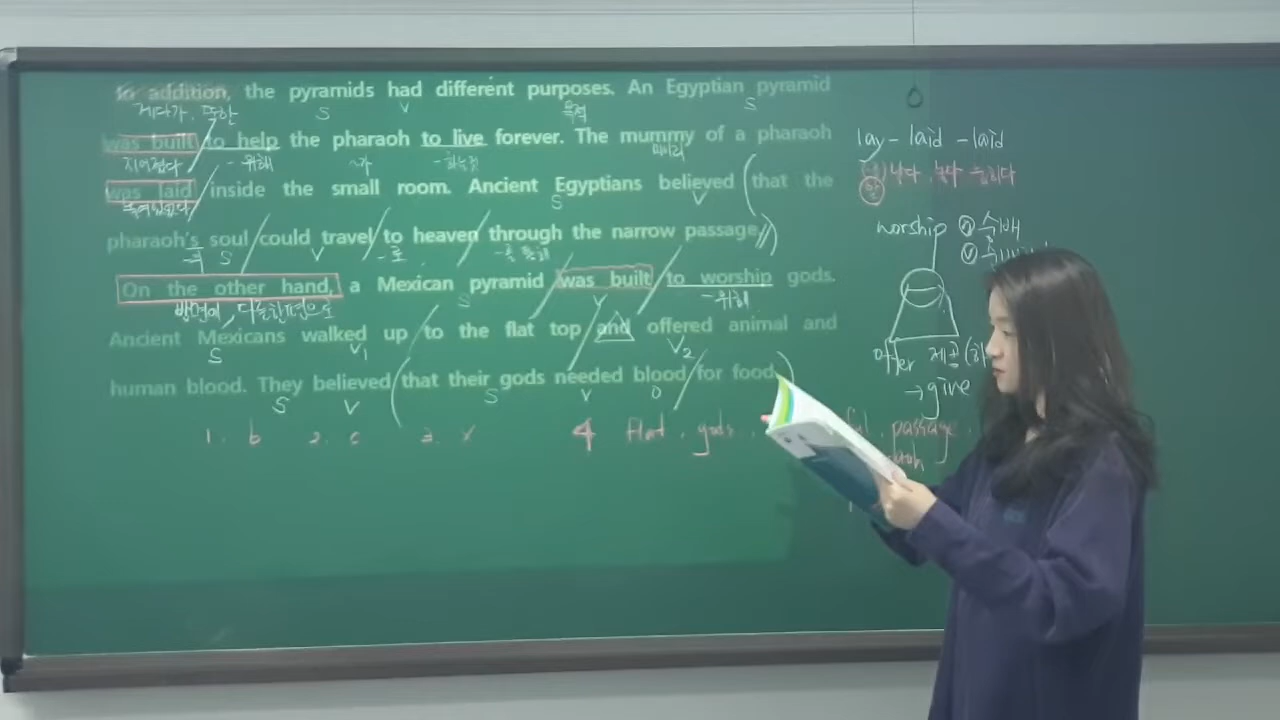 In addition, the pyramids had different purposes. An Egyptian pyramid
게다가, 또한 S V 목적 S
was built to help the pharaoh to live forever. The mummy of a pharaoh
지어졌다 ~위해 ~가 미이라
was laid inside the small room. Ancient Egyptians believed (that the
S V
pharaoh's soul could travel to heaven through the narrow passage.)
S V ~로 ~을 통해
On the other hand, a Mexican pyramid was built to worship gods.
반면에, 다른한편으로 S V ~위해
Ancient Mexicans walked up to the flat top and offered animal and
S V1 V2
human blood. They believed (that their gods needed blood for food.)
S V S V O
1. b 2. c 3. x 4 flat, gods, passage,
lay - laid - laid
낳다 놓다
worship ⓝ 숭배
ⓥ
offer 제공
→ give